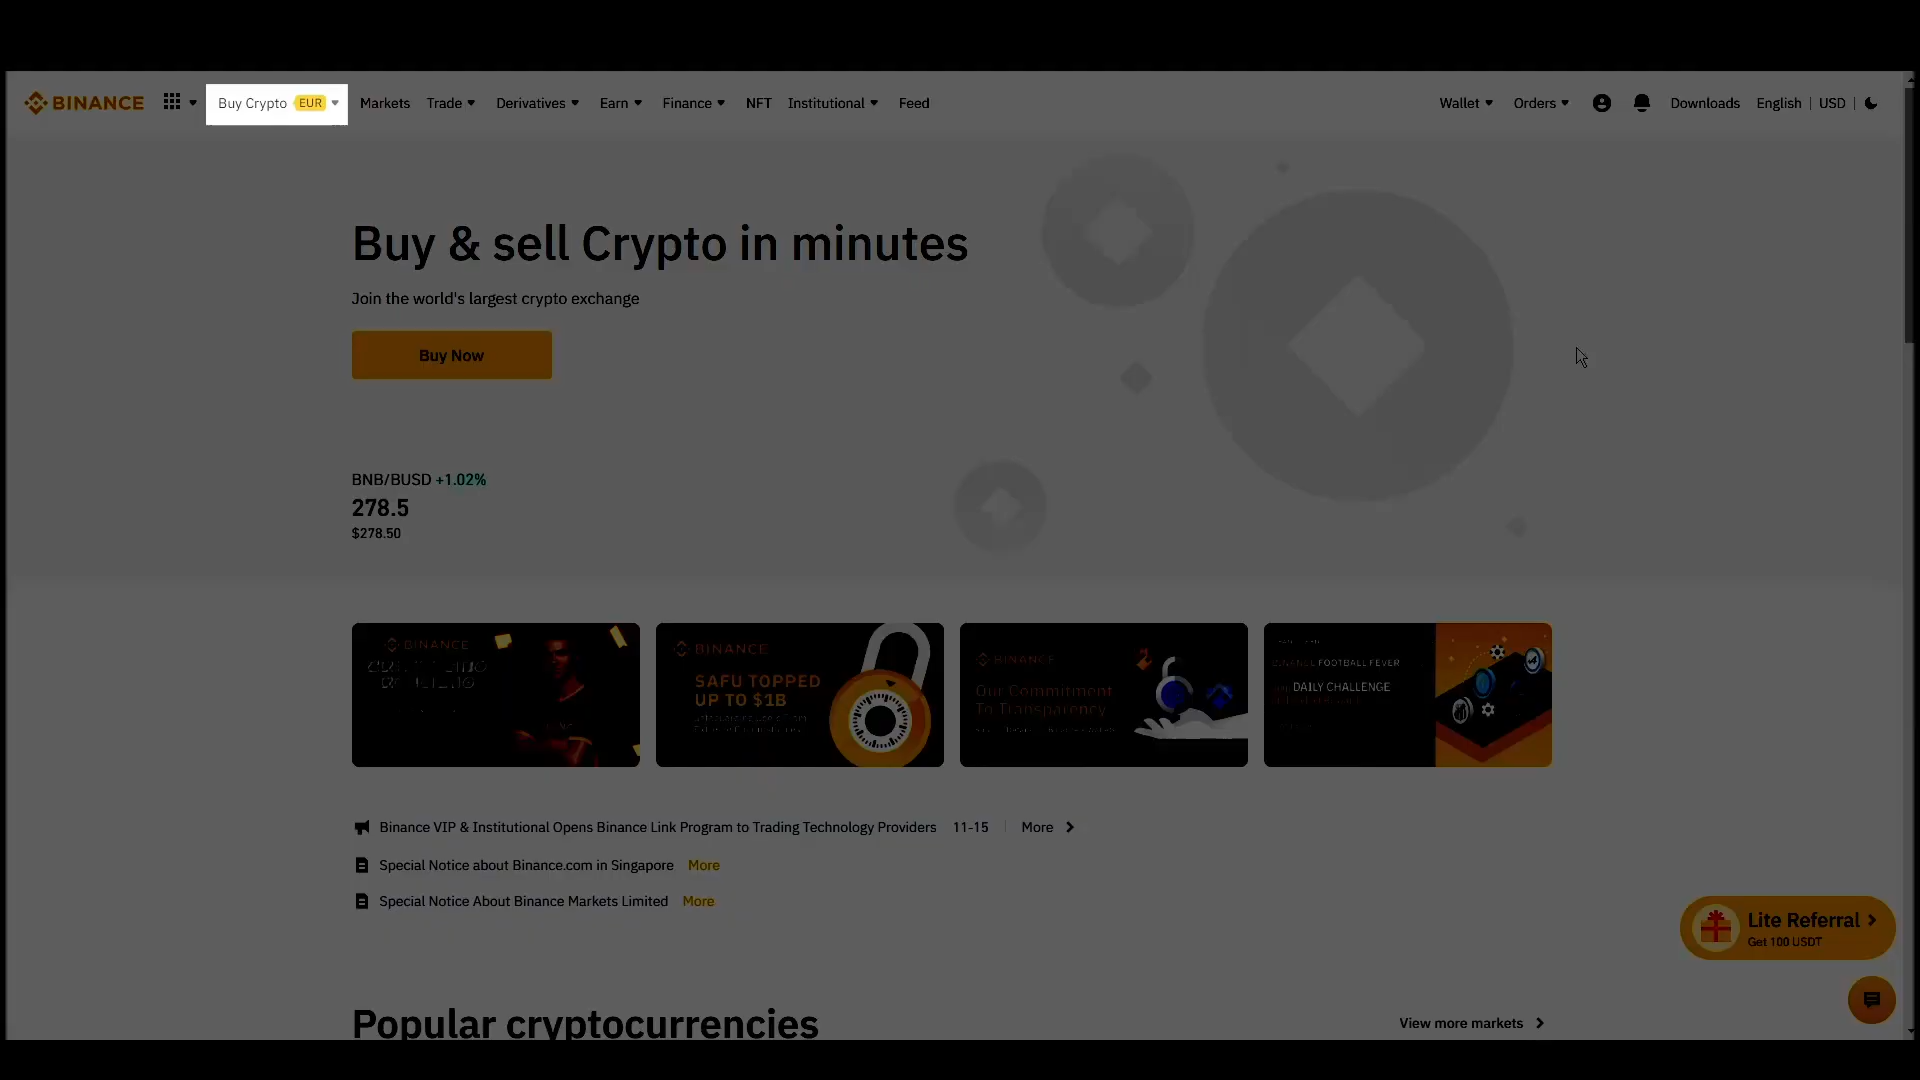 BINANCE
Buy Crypto EUR Markets Trade Derivatives Earn Finance NFT Institutional Feed
Wallet Orders Downloads English | USD
Buy & sell Crypto in minutes
Join the world's largest crypto exchange
Buy Now
BNB/BUSD +1.02%
278.5
$278.50
BINANCE
BINANCE
SAFU TOPPED
UP TO $1B
BINANCE
Our Commitment
To Transparency
FOOTBALL FEVER
DAILY CHALLENGE
Binance VIP & Institutional Opens Binance Link Program to Trading Technology Providers 11-15 More
Special Notice about Binance.com in Singapore More
Special Notice About Binance Markets Limited More
Lite Referral
Get 100 USDT
Popular cryptocurrencies
View more markets